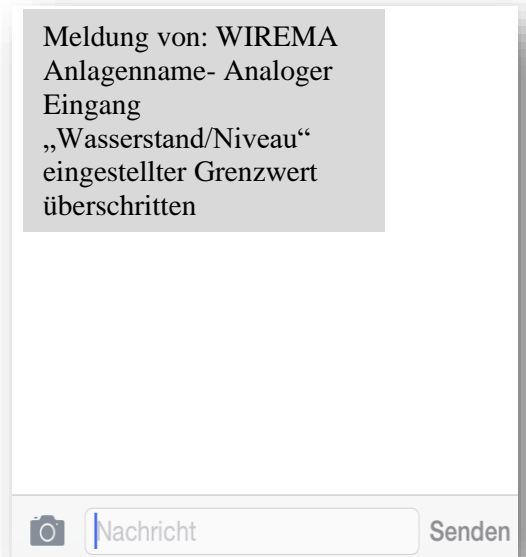 Meldung von: WIREMA
Anlagenname- Analoger
Eingang
„Wasserstand/Niveau“
eingestellter Grenzwert
überschritten
Nachricht Senden